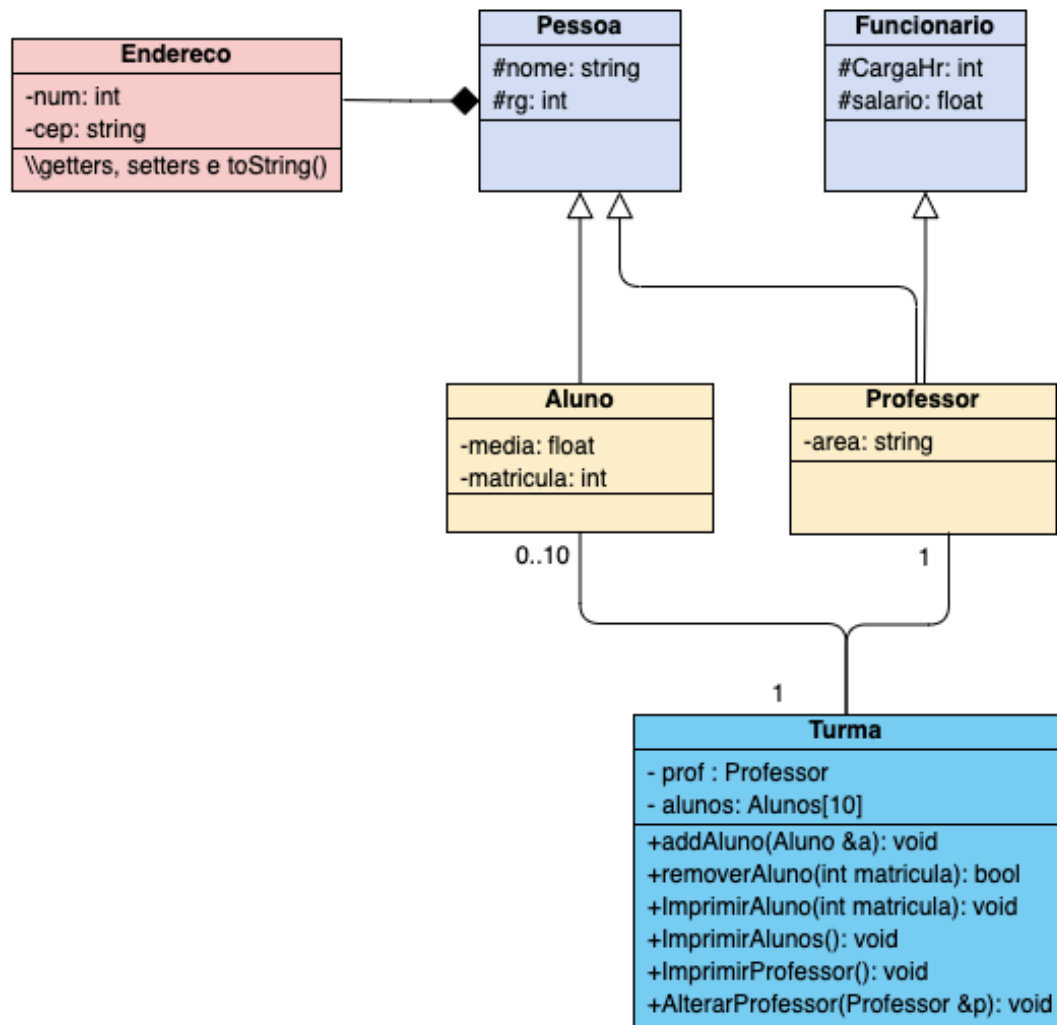 Endereco
-num: int
-cep: string
\\getters, setters e toString()
Pessoa
#nome: string
#rg: int
Funcionario
#CargaHr: int
#salario: float
Aluno
-media: float
-matricula: int
Professor
-area: string
0..10
1
1
Turma
- prof : Professor
- alunos: Alunos[10]
+addAluno(Aluno &a): void
+removerAluno(int matricula): bool
+ImprimirAluno(int matricula): void
+ImprimirAlunos(): void
+ImprimirProfessor(): void
+AlterarProfessor(Professor &p): void